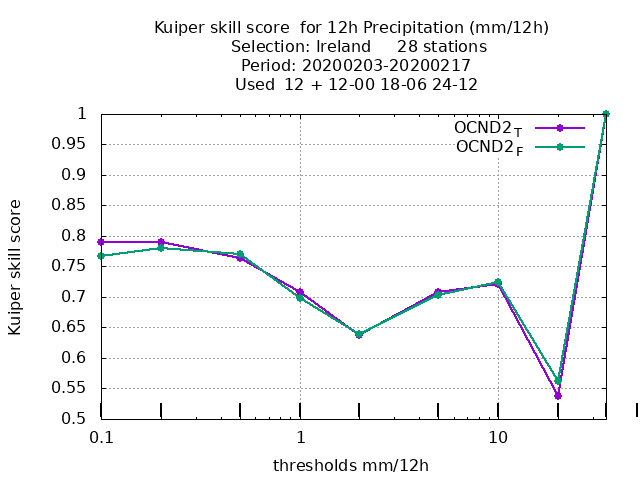 Kuiper skill score  for 12h Precipitation (mm/12h)
Selection: Ireland     28 stations
Period: 20200203-20200217
Used  12 + 12-00 18-06 24-12
OCND2T
OCND2F
1
0.95
0.9
0.85
0.8
0.75
0.7
0.65
0.6
0.55
0.5
Kuiper skill score
0.1 1 10
thresholds mm/12h